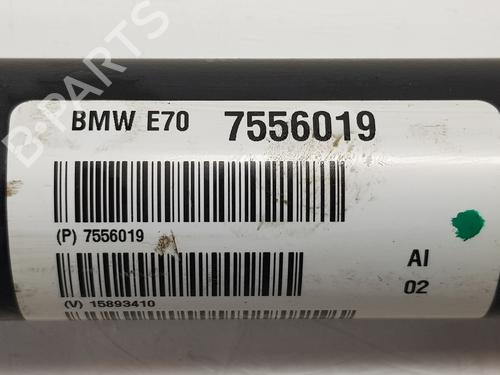 B-PARTS
BMW E70 7556019
(P) 7556019
AI
02
(V) 15893410